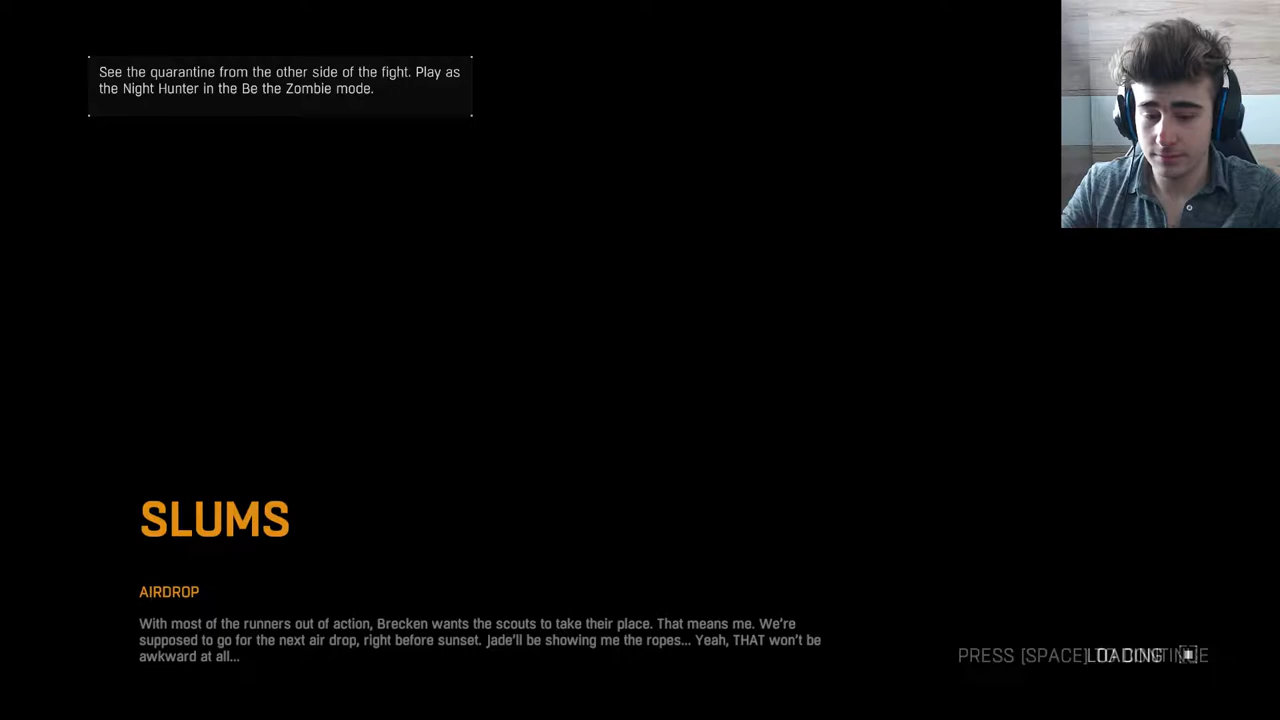 See the quarantine from the other side of the fight. Play as
the Night Hunter in the Be the Zombie mode.
SLUMS
AIRDROP
With most of the runners out of action, Brecken wants the scouts to take their place. That means me. We're
supposed to go for the next air drop, right before sunset. Jade'll be showing me the ropes... Yeah, THAT won't be
awkward at all...
PRESS [SPACE] TO CONTINUE
LOADING